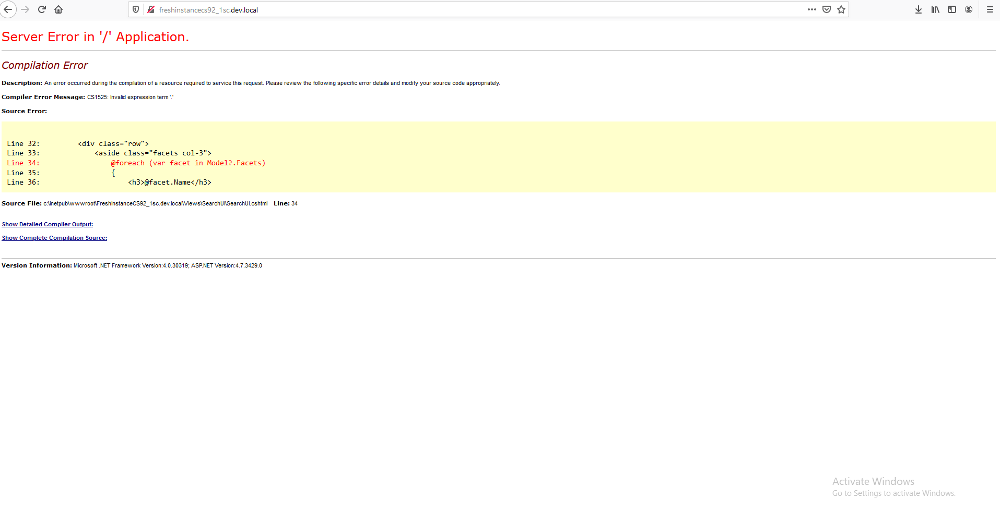 freshinstancecs92_1sc.dev.local
Server Error in '/' Application.
Compilation Error
Description: An error occurred during the compilation of a resource required to service this request. Please review the following specific error details and modify your source code appropriately.
Compiler Error Message: CS1525: Invalid expression term '.'
Source Error:
Line 32:         <div class="row">
Line 33:             <aside class="facets col-3">
Line 34:                 @foreach (var facet in Model?.Facets)
Line 35:                 {
Line 36:                     <h3>@facet.Name</h3>
Source File: c:\inetpub\wwwroot\FreshInstanceCS92_1sc.dev.local\Views\SearchUI\SearchUI.cshtml    Line: 34
Show Detailed Compiler Output:
Show Complete Compilation Source:
Version Information: Microsoft .NET Framework Version:4.0.30319; ASP.NET Version:4.7.3429.0
Activate Windows
Go to Settings to activate Windows.